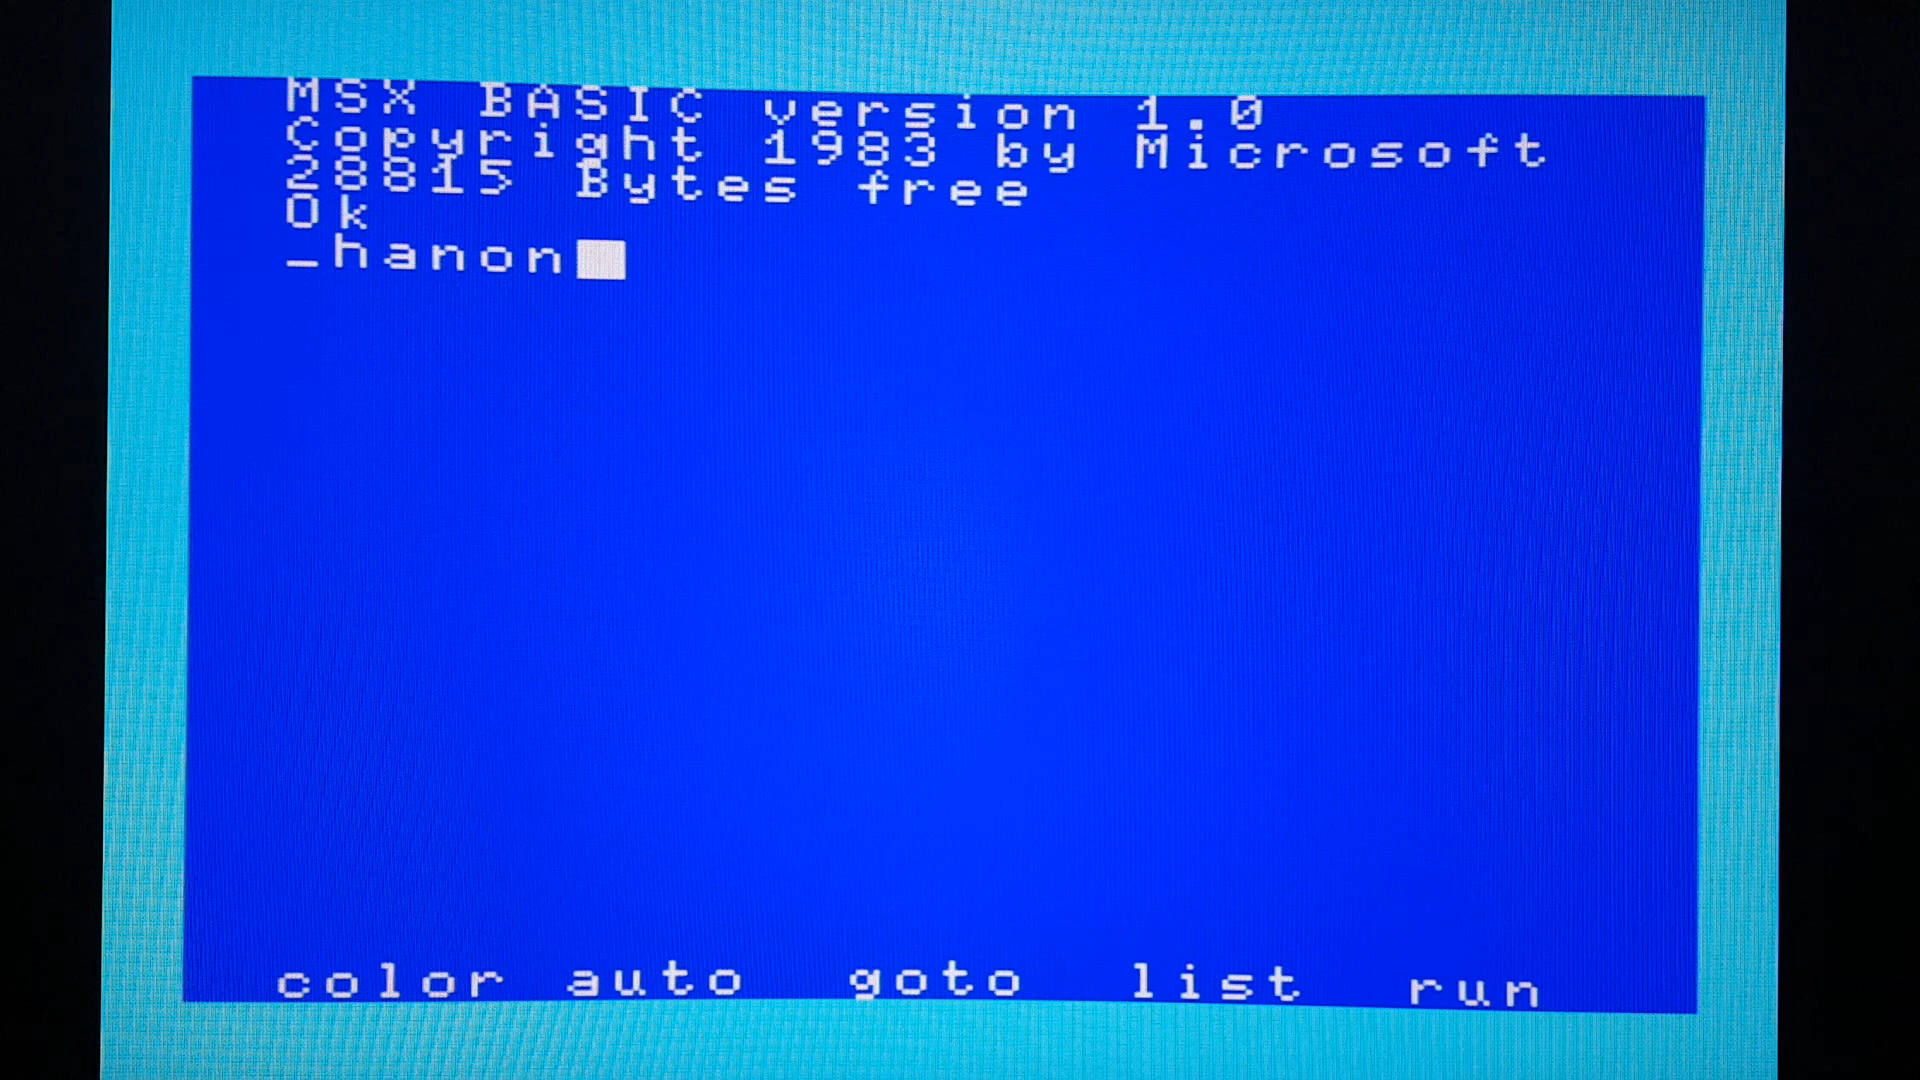 MSX BASIC version 1.0
Copyright 1983 by Microsoft
28815 Bytes free
Ok
_hanon
color auto goto list run